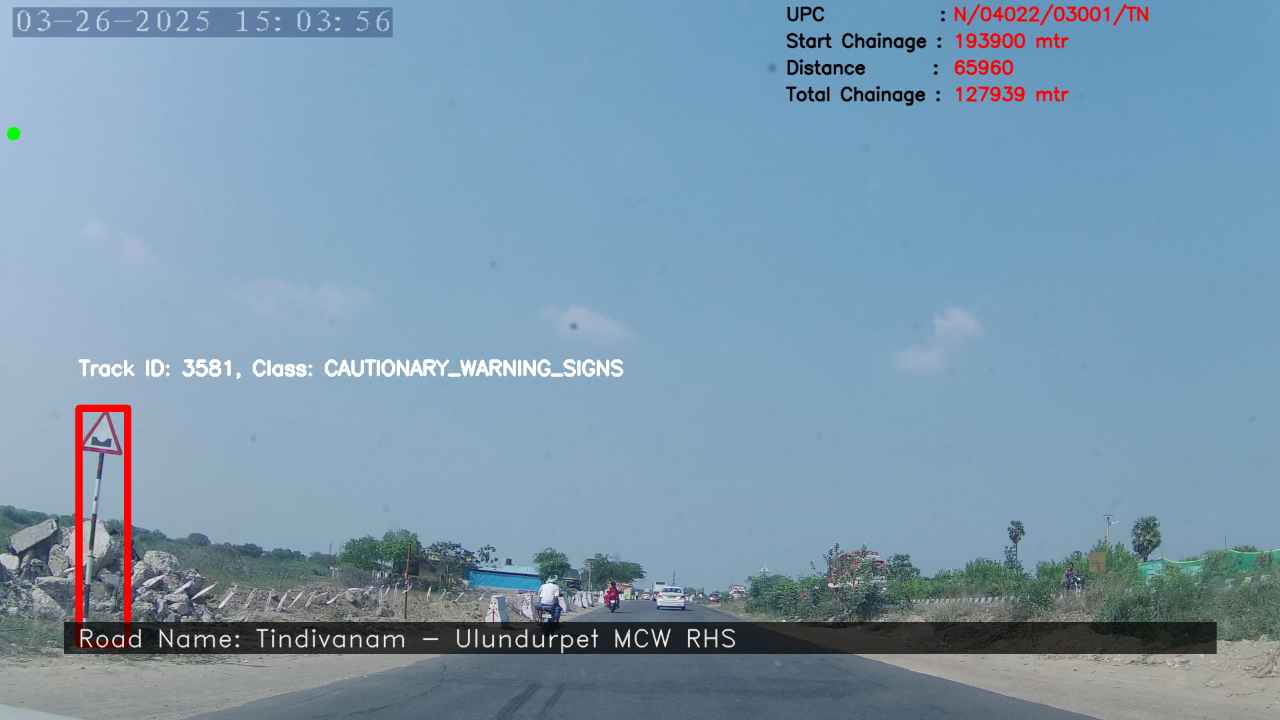 03-26-2025 15:03:56
UPC : N/04022/03001/TN
Start Chainage : 193900 mtr
Distance : 65960
Total Chainage : 127939 mtr
Track ID: 3581, Class: CAUTIONARY_WARNING_SIGNS
Road Name: Tindivanam - Ulundurpet MCW RHS